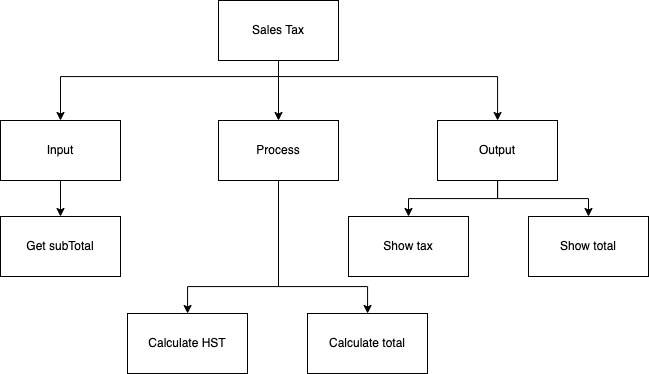 Sales Tax
Input
Process
Output
Get subTotal
Show tax
Show total
Calculate HST
Calculate total